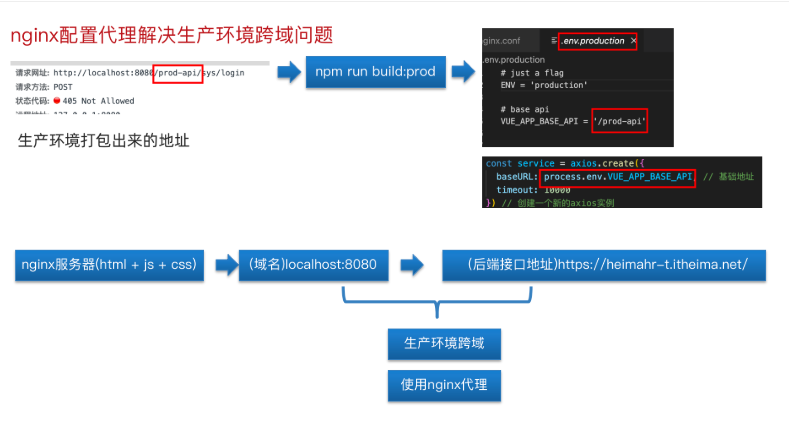 nginx配置代理解决生产环境跨域问题
请求网址: http://localhost:8080/prod-api/sys/login
请求方法: POST
状态代码: 405 Not Allowed
生产环境打包出来的地址
npm run build:prod
nginx.conf .env.production ×
.env.production
# just a flag
ENV = 'production'
# base api
VUE_APP_BASE_API = '/prod-api'
const service = axios.create({
baseURL: process.env.VUE_APP_BASE_API, // 基础地址
timeout: 10000
}) // 创建一个新的axios实例
nginx服务器(html + js + css)
(域名)localhost:8080
(后端接口地址)https://heimahr-t.itheima.net/
生产环境跨域
使用nginx代理